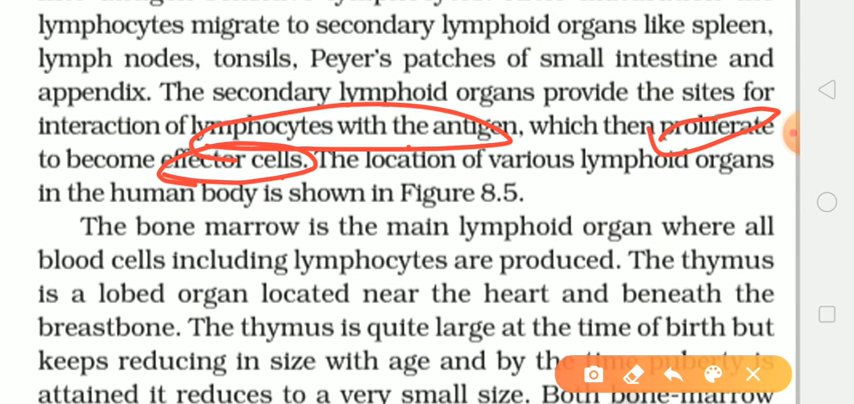 lymphocytes migrate to secondary lymphoid organs like spleen,
lymph nodes, tonsils, Peyer's patches of small intestine and
appendix. The secondary lymphoid organs provide the sites for
interaction of lymphocytes with the antigen, which then proliferate
to become effector cells. The location of various lymphoid organs
in the human body is shown in Figure 8.5.
The bone marrow is the main lymphoid organ where all
blood cells including lymphocytes are produced. The thymus
is a lobed organ located near the heart and beneath the
breastbone. The thymus is quite large at the time of birth but
keeps reducing in size with age and by the time puberty is
attained it reduces to a very small size. Both bone-marrow